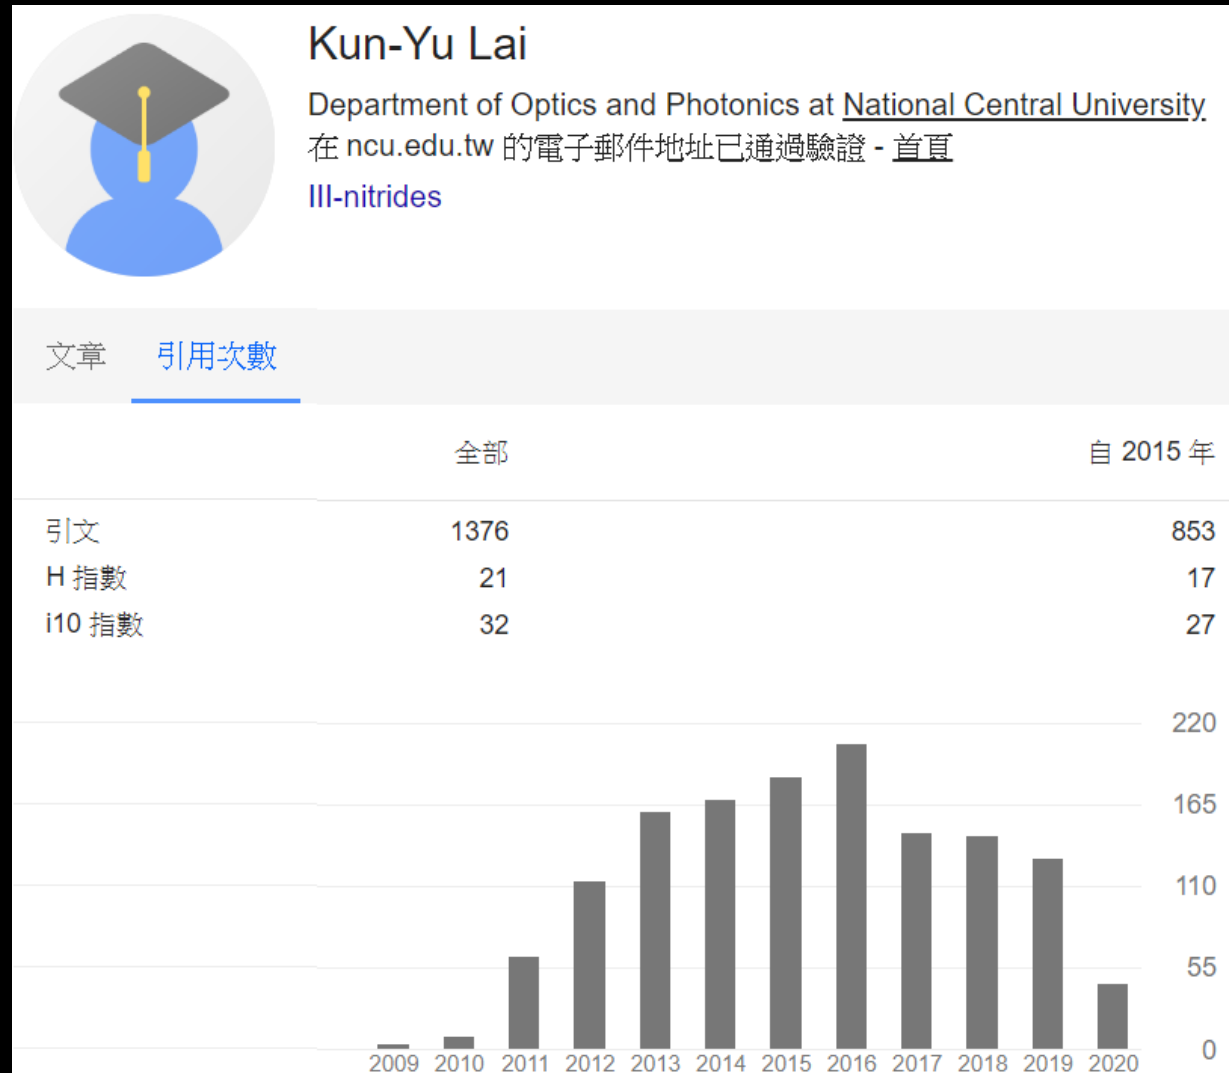 Kun-Yu Lai
Department of Optics and Photonics at National Central University
在 ncu.edu.tw 的電子郵件地址已通過驗證 - 首頁
III-nitrides
文章 引用次數
全部 自 2015 年
引文 1376 853
H 指數 21 17
i10 指數 32 27
220
165
110
55
0
2009 2010 2011 2012 2013 2014 2015 2016 2017 2018 2019 2020